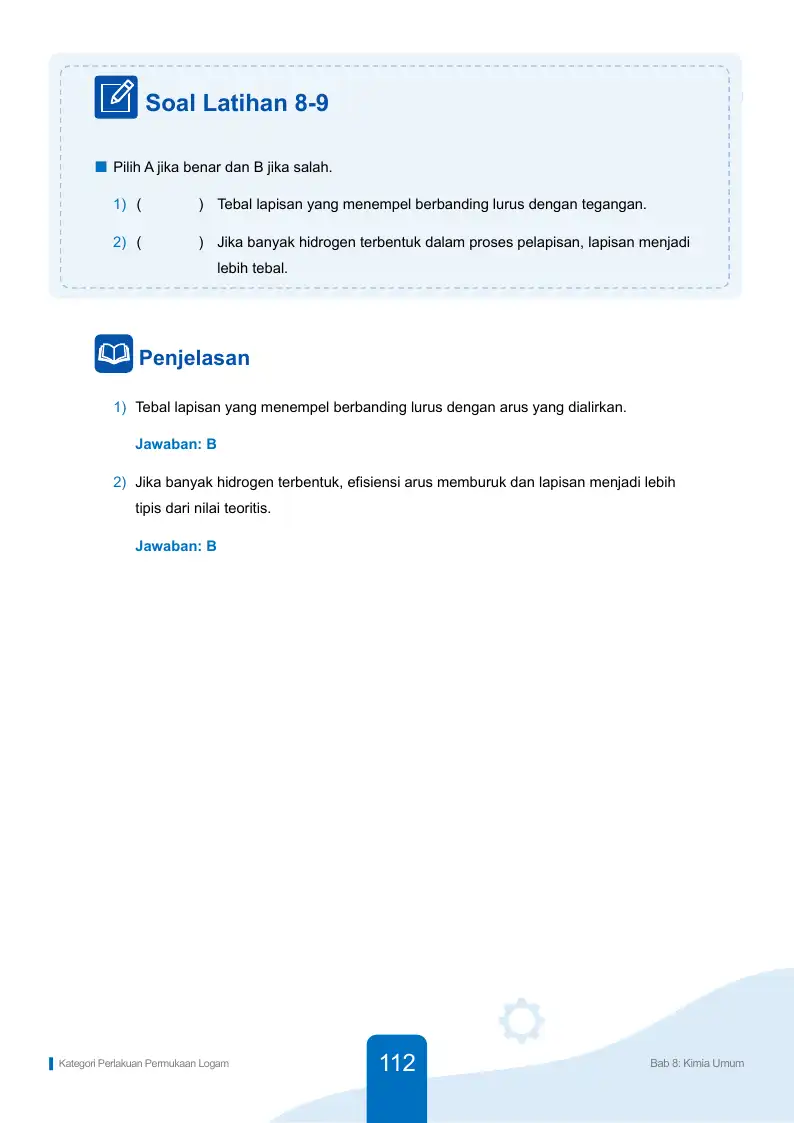 Soal Latihan 8-9
Pilih A jika benar dan B jika salah.
1) ( ) Tebal lapisan yang menempel berbanding lurus dengan tegangan.
2) ( ) Jika banyak hidrogen terbentuk dalam proses pelapisan, lapisan menjadi
lebih tebal.
Penjelasan
1) Tebal lapisan yang menempel berbanding lurus dengan arus yang dialirkan.
Jawaban: B
2) Jika banyak hidrogen terbentuk, efisiensi arus memburuk dan lapisan menjadi lebih
tipis dari nilai teoritis.
Jawaban: B
Kategori Perlakuan Permukaan Logam
112
Bab 8: Kimia Umum